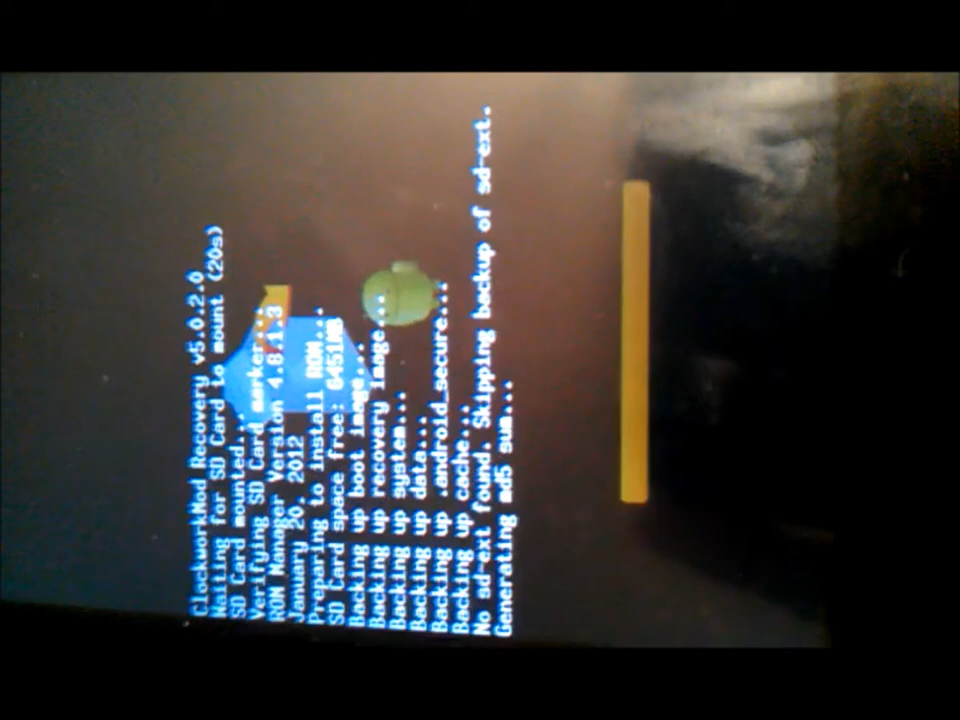 ClockworkMod Recovery v5.0.2.0
Waiting for SD Card to mount (20s)
SD Card mounted...
Verifying SD Card marker...
ROM Manager Version 4.8.1.3
January 20, 2012
Preparing to install ROM...
SD Card space free: 6451MB
Backing up boot image...
Backing up recovery image...
Backing up system...
Backing up data...
Backing up .android_secure...
Backing up cache...
No sd-ext found. Skipping backup of sd-ext.
Generating md5 sum...